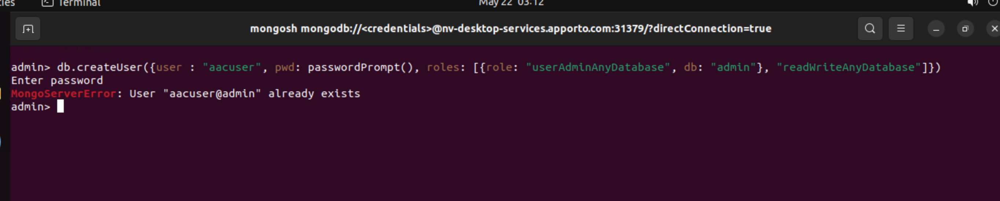 Terminal
May 22 03:12
mongosh mongodb://<credentials>@nv-desktop-services.apporto.com:31379/?directConnection=true
admin> db.createUser({user : "aacuser", pwd: passwordPrompt(), roles: [{role: "userAdminAnyDatabase", db: "admin"}, "readWriteAnyDatabase"]})
Enter password
MongoServerError: User "aacuser@admin" already exists
admin>